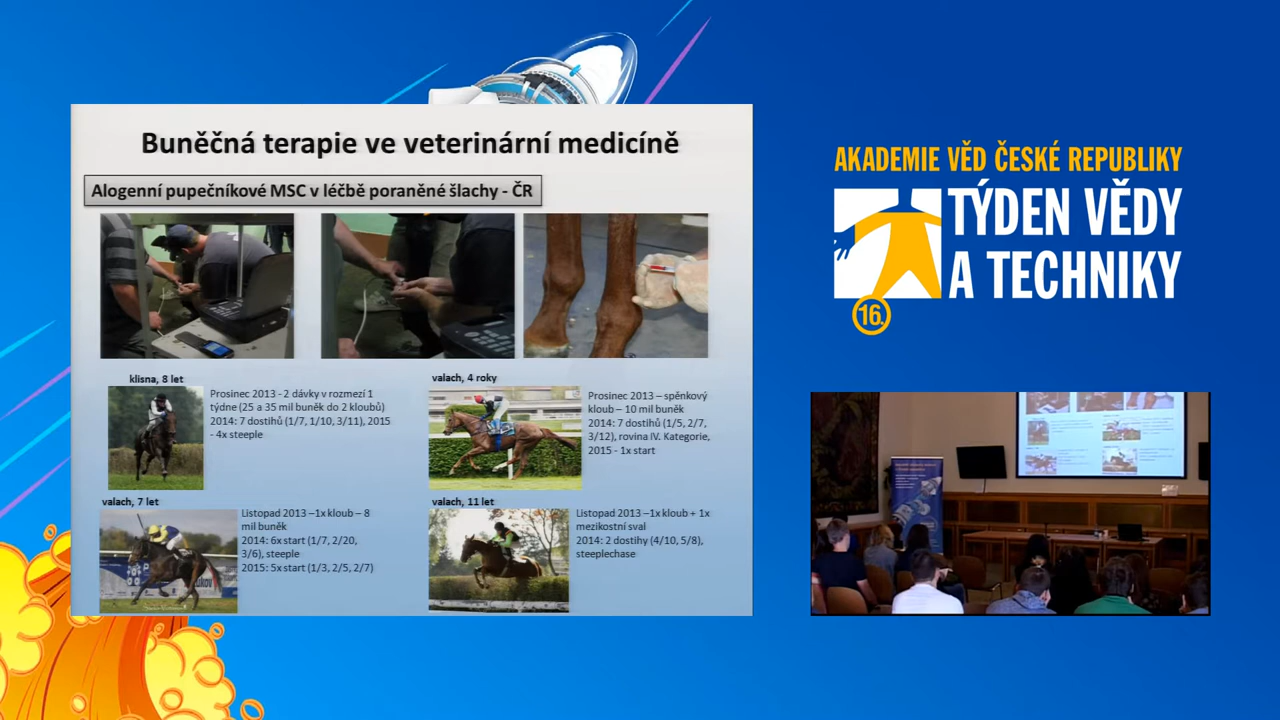 Buněčná terapie ve veterinární medicíně
Alogenní pupečníkové MSC v léčbě poraněné šlachy - ČR
klisna, 8 let
Prosinec 2013 - 2 dávky v rozmezí 1
týdne (25 a 35 mil buněk do 2 kloubů)
2014: 7 dostihů (1/7, 1/10, 3/11), 2015
- 4x steeple
valach, 4 roky
Prosinec 2013 – spěnkový
kloub – 10 mil buněk
2014: 7 dostihů (1/5, 2/7,
3/12), rovina IV. Kategorie,
2015 - 1x start
valach, 7 let
Listopad 2013 –1x kloub – 8
mil buněk
2014: 6x start (1/7, 2/20,
3/6), steeple
2015: 5x start (1/3, 2/5, 2/7)
valach, 11 let
Listopad 2013 –1x kloub + 1x
mezikostní sval
2014: 2 dostihy (4/10, 5/8),
steeplechase
AKADEMIE VĚD ČESKÉ REPUBLIKY
TÝDEN VĚDY
A TECHNIKY
16.